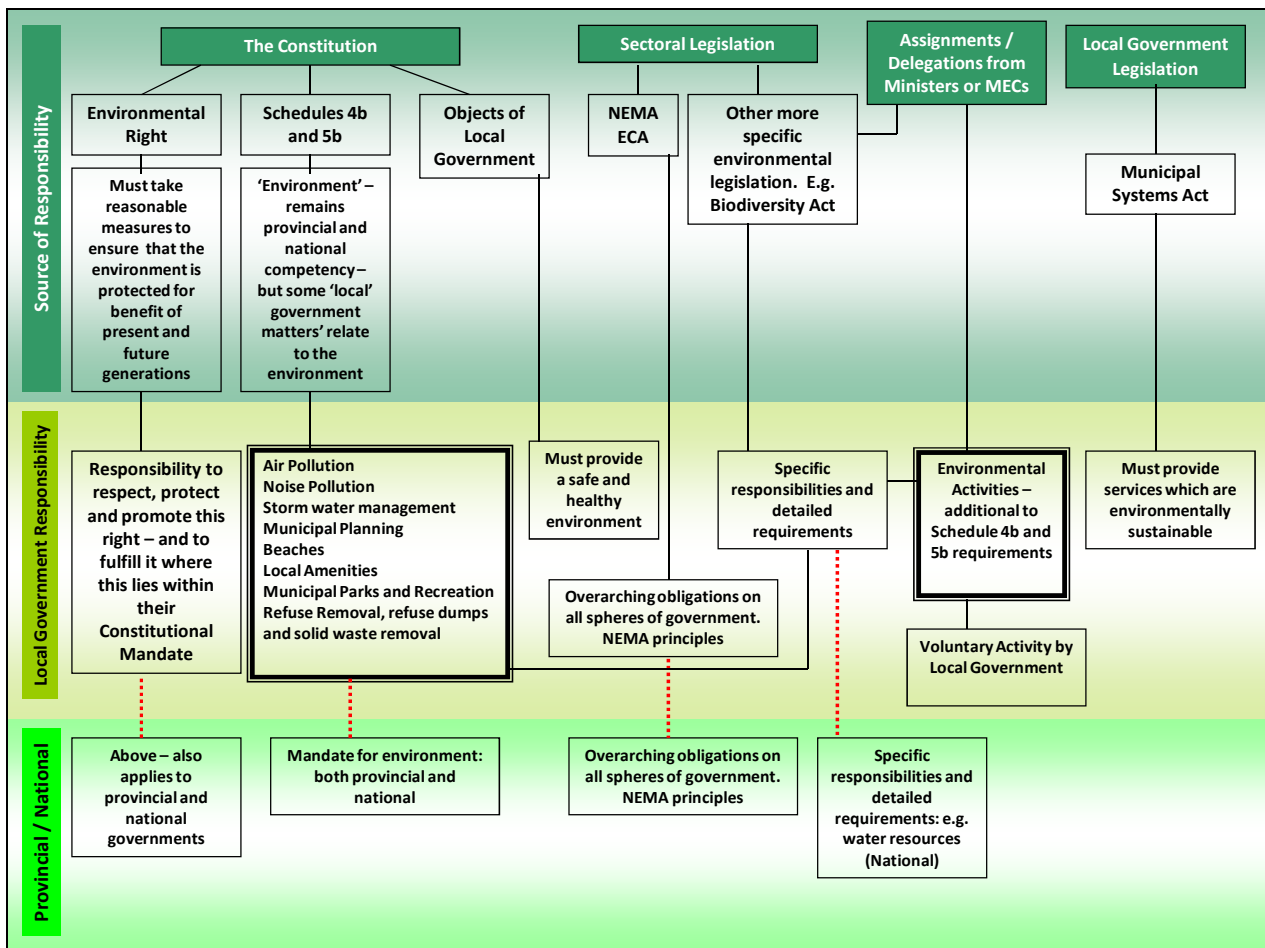 Source of Responsibility
The Constitution
Sectoral Legislation
Assignments /
Delegations from
Ministers or MECs
Local Government
Legislation
Environmental
Right
Schedules 4b
and 5b
Objects of
Local
Government
NEMA
ECA
Other more
specific
environmental
legislation. E.g.
Biodiversity Act
Municipal
Systems Act
Must take
reasonable
measures to
ensure that the
environment is
protected for
benefit of
present and
future
generations
‘Environment’ –
remains
provincial and
national
competency –
but some ‘local’
government
matters’ relate
to the
environment
Local Government Responsibility
Responsibility to
respect, protect
and promote this
right – and to
fulfill it where
this lies within
their
Constitutional
Mandate
Air Pollution
Noise Pollution
Storm water management
Municipal Planning
Beaches
Local Amenities
Municipal Parks and Recreation
Refuse Removal, refuse dumps
and solid waste removal
Must provide
a safe and
healthy
environment
Overarching obligations on
all spheres of government.
NEMA principles
Specific
responsibilities and
detailed
requirements
Environmental
Activities –
additional to
Schedule 4b and
5b requirements
Voluntary Activity by
Local Government
Must provide
services which are
environmentally
sustainable
Provincial / National
Above – also
applies to
provincial and
national
governments
Mandate for environment:
both provincial and
national
Overarching obligations on
all spheres of government.
NEMA principles
Specific
responsibilities and
detailed
requirements: e.g.
water resources
(National)